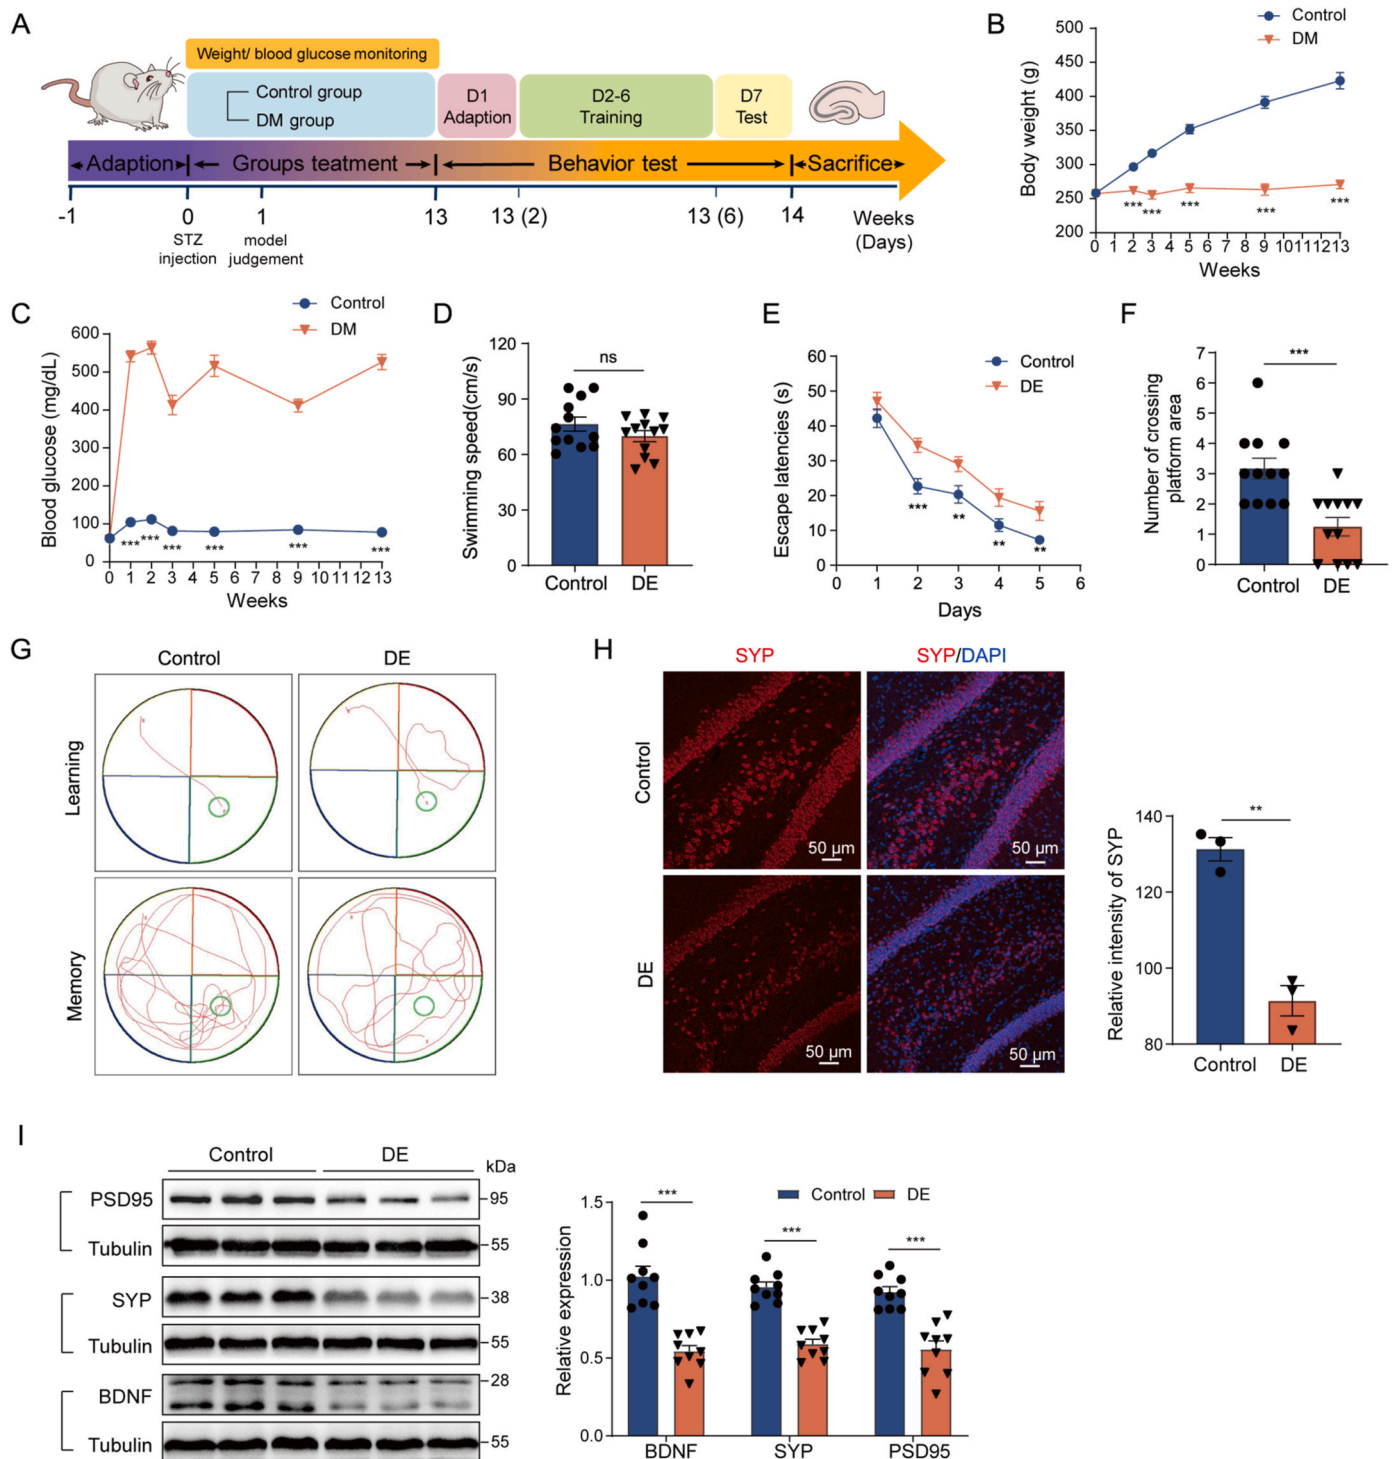 A
Weight/ blood glucose monitoring
Control group
DM group
D1
Adaption
D2-6
Training
D7
Test
Adaption
Groups teatment
Behavior test
Sacrifice
-1
0
1
13
13 (2)
13 (6)
14
Weeks
(Days)
STZ
injection
model
judgement
B
Control
DM
Body weight (g)
500
450
400
350
300
250
200
***
***
***
***
***
0 1 2 3 4 5 6 7 8 9 10 11 12 13
Weeks
C
Control
DM
Blood glucose (mg/dL)
600
500
400
300
200
100
0
***
***
***
***
***
***
0 1 2 3 4 5 6 7 8 9 10 11 12 13
Weeks
D
Swimming speed(cm/s)
120
90
60
30
0
ns
Control
DE
E
Control
DE
Escape latencies (s)
60
50
40
30
20
10
0
***
**
**
**
0 1 2 3 4 5 6
Days
F
Number of crossing
platform area
7
6
5
4
3
2
1
0
***
Control
DE
G
Control
DE
Learning
Memory
H
SYP
SYP/DAPI
Control
DE
50 μm
50 μm
50 μm
50 μm
Relative intensity of SYP
140
120
100
80
**
Control
DE
I
Control
DE
kDa
PSD95
95
Tubulin
55
SYP
38
Tubulin
55
BDNF
28
Tubulin
55
Control
DE
Relative expression
1.5
1.0
0.5
0.0
***
***
***
BDNF
SYP
PSD95